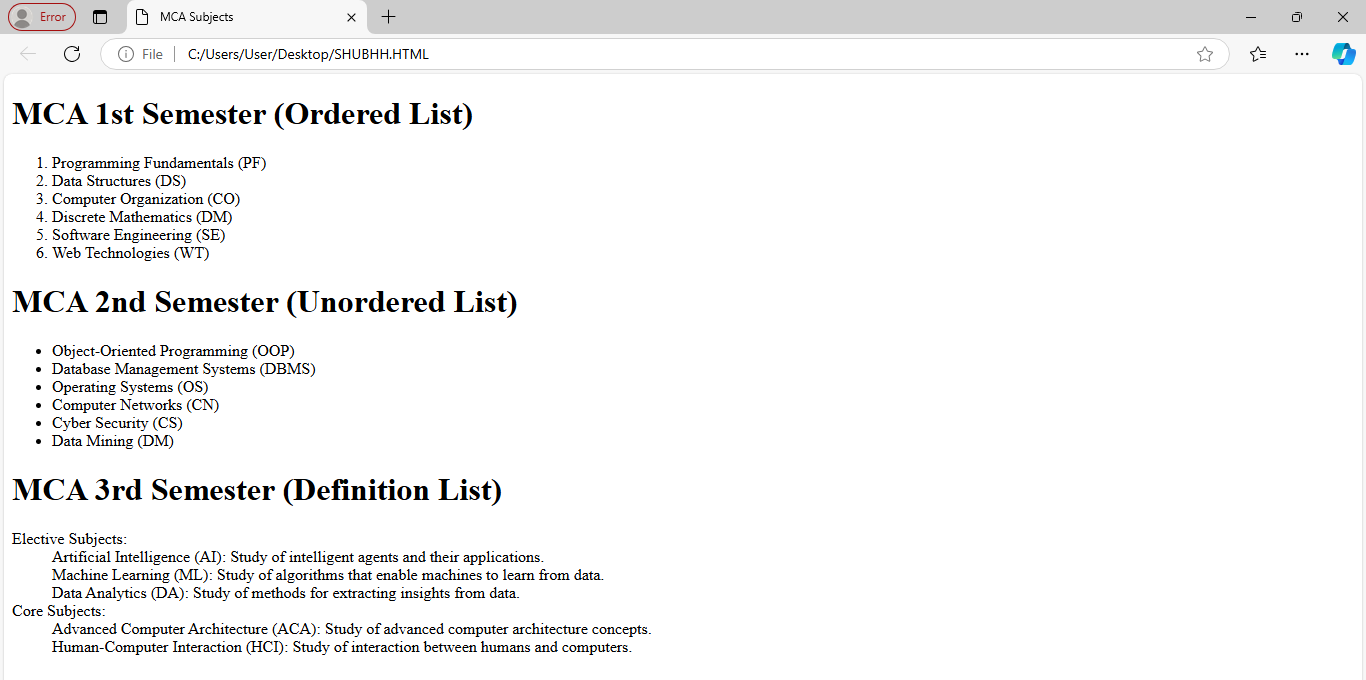 Error
MCA Subjects
File
C:/Users/User/Desktop/SHUBHH.HTML
MCA 1st Semester (Ordered List)
1. Programming Fundamentals (PF)
2. Data Structures (DS)
3. Computer Organization (CO)
4. Discrete Mathematics (DM)
5. Software Engineering (SE)
6. Web Technologies (WT)
MCA 2nd Semester (Unordered List)
• Object-Oriented Programming (OOP)
• Database Management Systems (DBMS)
• Operating Systems (OS)
• Computer Networks (CN)
• Cyber Security (CS)
• Data Mining (DM)
MCA 3rd Semester (Definition List)
Elective Subjects:
Artificial Intelligence (AI): Study of intelligent agents and their applications.
Machine Learning (ML): Study of algorithms that enable machines to learn from data.
Data Analytics (DA): Study of methods for extracting insights from data.
Core Subjects:
Advanced Computer Architecture (ACA): Study of advanced computer architecture concepts.
Human-Computer Interaction (HCI): Study of interaction between humans and computers.